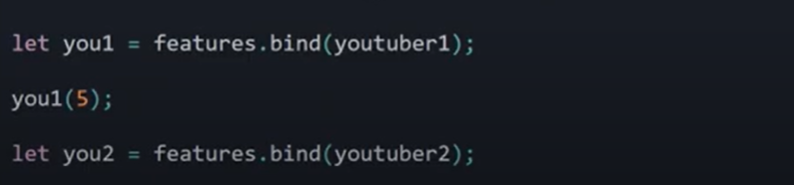 let you1 = features.bind(youtuber1);
you1(5);
let you2 = features.bind(youtuber2);